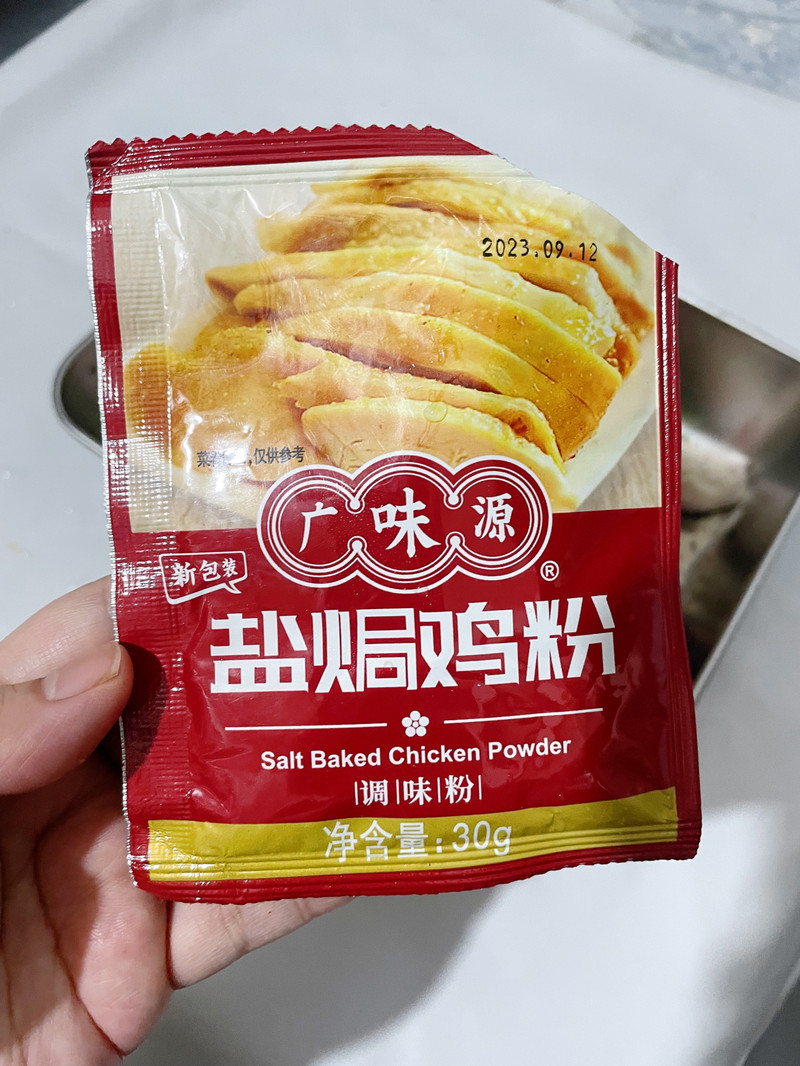 2023.09.12
仅供参考
广味源
®
新包装
盐焗鸡粉
Salt Baked Chicken Powder
调味粉
净含量:30g